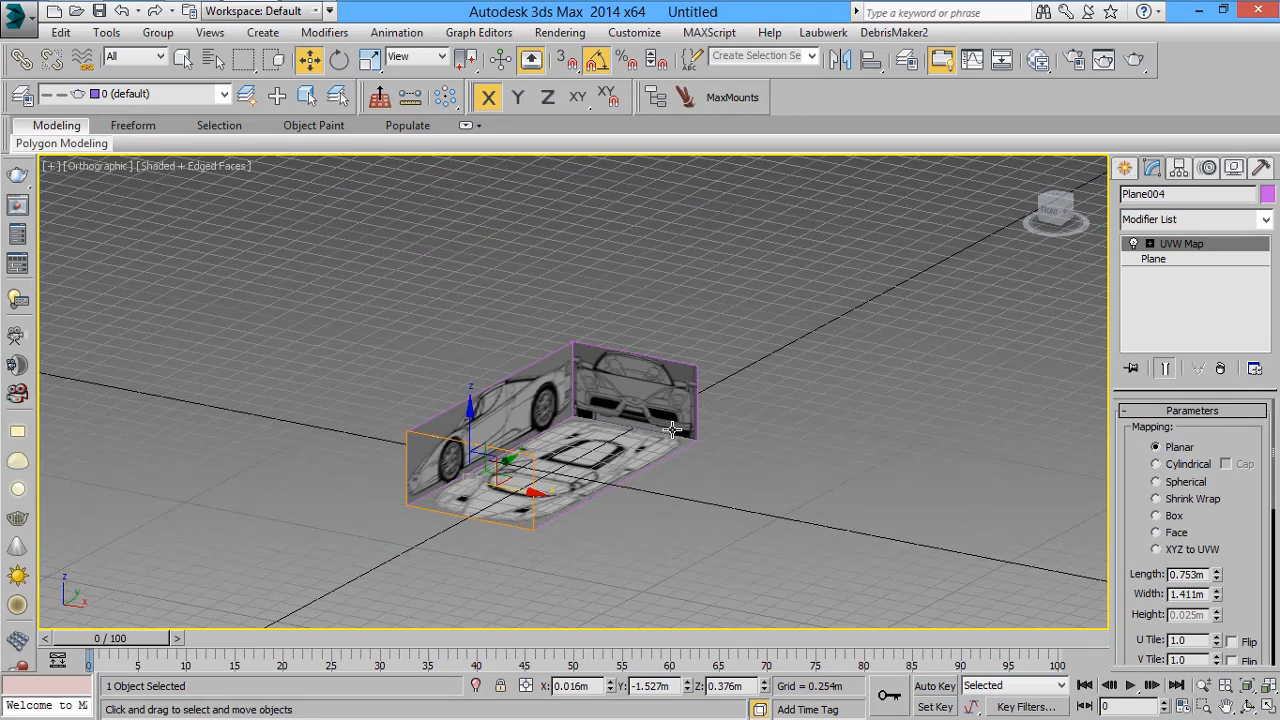 Workspace: Default
Autodesk 3ds Max 2014 x64 Untitled
Type a keyword or phrase
Edit Tools Group Views Create Modifiers Animation Graph Editors Rendering Customize MAXScript Help Laubwerk DebrisMaker2
All View 3 Create Selection Se
0 (default) X Y Z XY XY MaxMounts
Modeling Freeform Selection Object Paint Populate
Polygon Modeling
[+] [Orthographic] [Shaded + Edged Faces]
Plane004
Modifier List
UVW Map
Plane
Parameters
Mapping:
Planar
Cylindrical Cap
Spherical
Shrink Wrap
Box
Face
XYZ to UVW
Length: 0.753m
Width: 1.411m
Height: 0.025m
U Tile: 1.0 Flip
V Tile: 1.0 Flip
z
z
y
x
0 / 100
0 5 10 15 20 25 30 35 40 45 50 55 60 65 70 75 80 85 90 95 100
1 Object Selected X: 0.016m Y: -1.527m Z: 0.376m Grid = 0.254m Auto Key Selected
Welcome to M Click and drag to select and move objects Add Time Tag Set Key Key Filters... 0